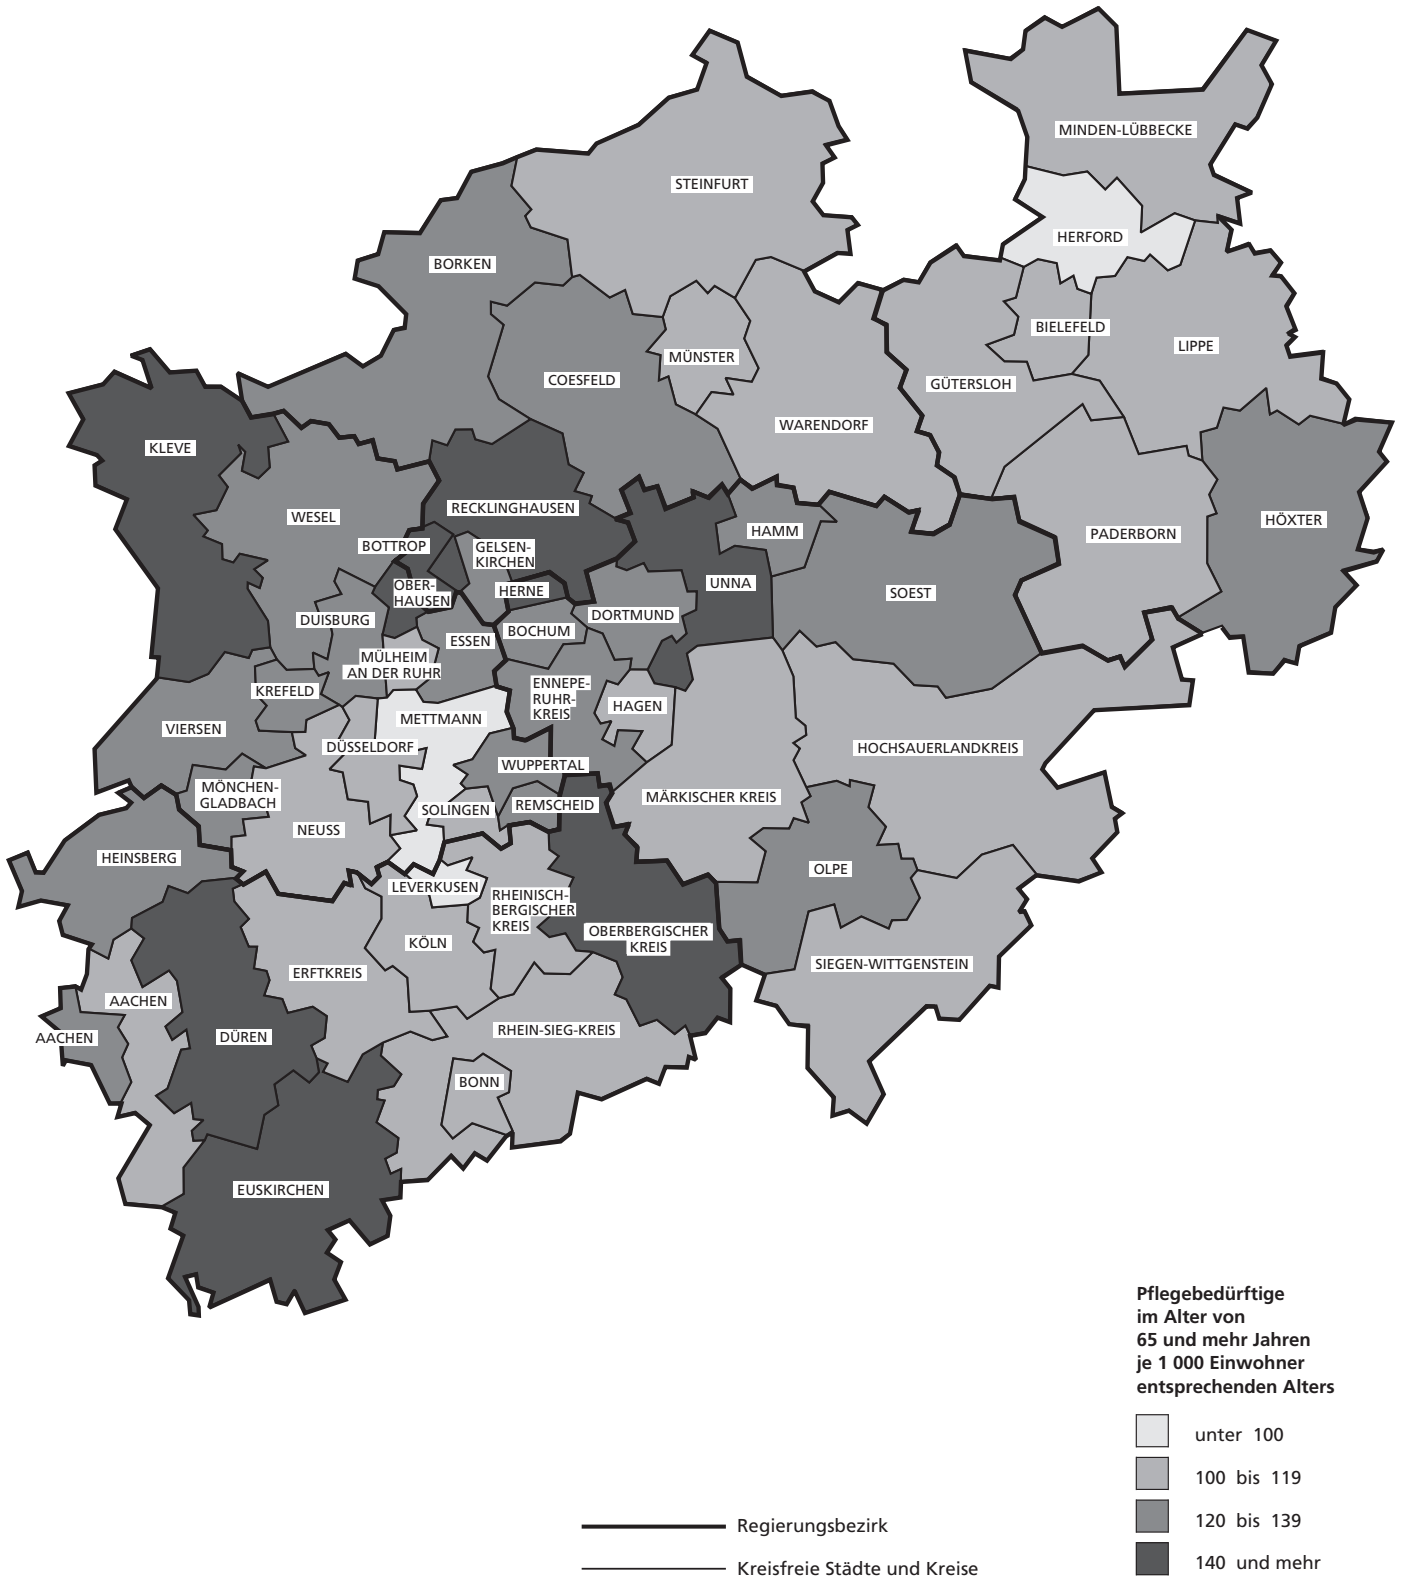 MINDEN-LÜBBECKE
STEINFURT
HERFORD
BORKEN
BIELEFELD
LIPPE
MÜNSTER
COESFELD
GÜTERSLOH
WARENDORF
KLEVE
RECKLINGHAUSEN
WESEL
HÖXTER
HAMM
PADERBORN
BOTTROP
GELSEN-
KIRCHEN
UNNA
OBER-
HAUSEN
HERNE
SOEST
DORTMUND
DUISBURG
BOCHUM
ESSEN
MÜLHEIM
AN DER RUHR
KREFELD
ENNEPE-
RUHR-
KREIS
HAGEN
METTMANN
VIERSEN
DÜSSELDORF
HOCHSAUERLANDKREIS
WUPPERTAL
MÖNCHEN-
GLADBACH
MÄRKISCHER KREIS
REMSCHEID
SOLINGEN
NEUSS
HEINSBERG
OLPE
LEVERKUSEN
RHEINISCH-
BERGISCHER
KREIS
OBERBERGISCHER
KREIS
KÖLN
SIEGEN-WITTGENSTEIN
ERFTKREIS
AACHEN
RHEIN-SIEG-KREIS
AACHEN
DÜREN
BONN
EUSKIRCHEN
Pflegebedürftige
im Alter von
65 und mehr Jahren
je 1 000 Einwohner
entsprechenden Alters
unter 100
100 bis 119
120 bis 139
140 und mehr
Regierungsbezirk
Kreisfreie Städte und Kreise